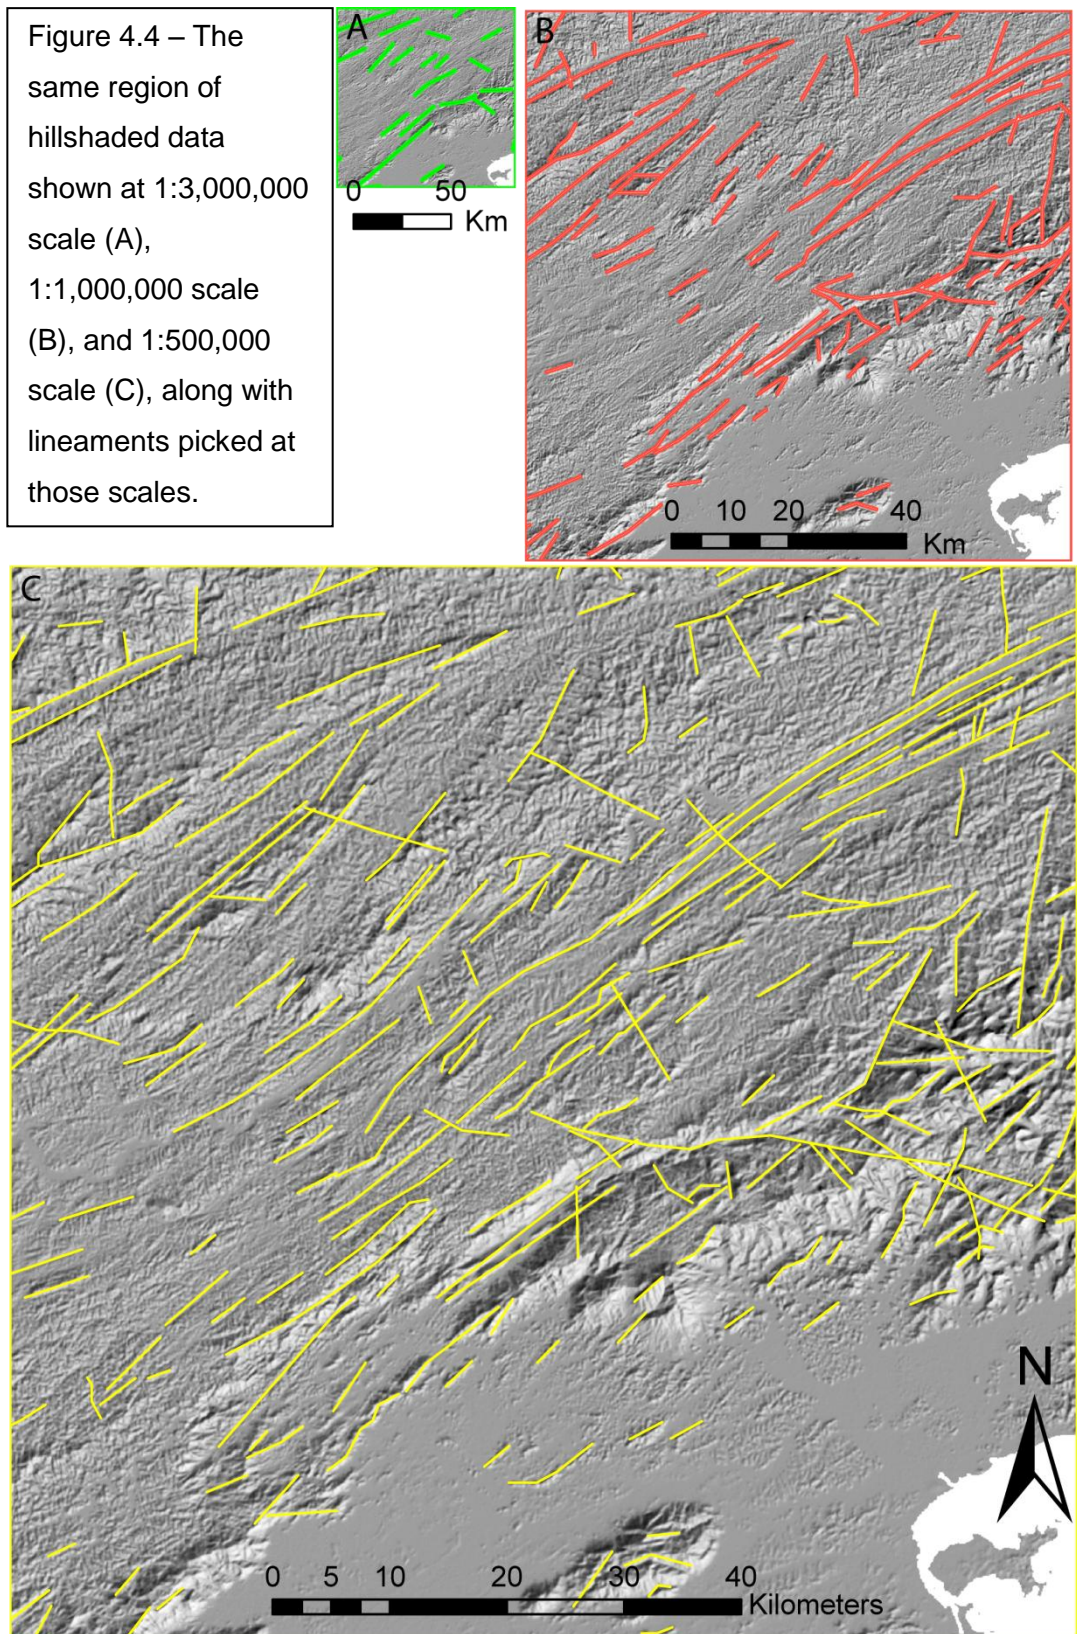 Figure 4.4 – The
same region of
hillshaded data
shown at 1:3,000,000
scale (A),
1:1,000,000 scale
(B), and 1:500,000
scale (C), along with
lineaments picked at
those scales.
A
0 50
Km
B
0 10 20 40
Km
C
N
0 5 10 20 30 40
Kilometers